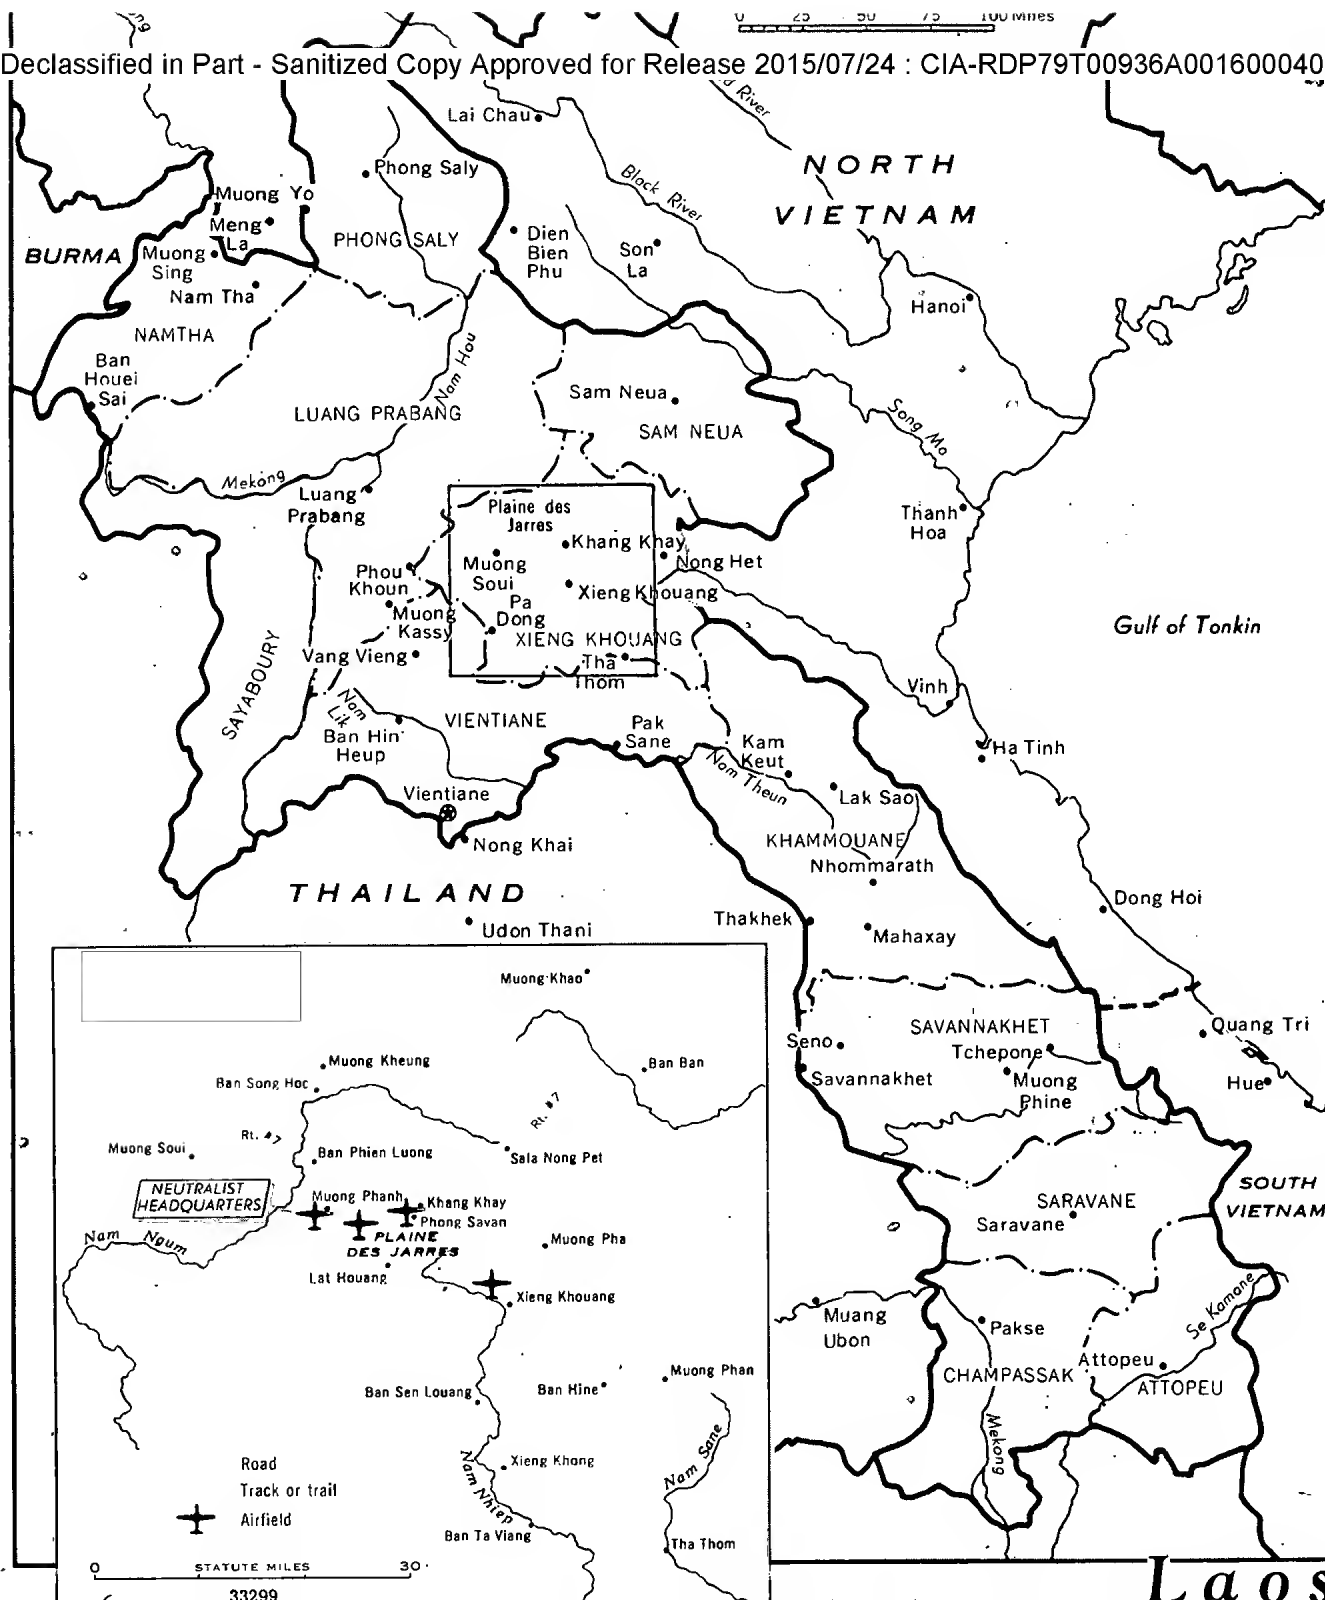 0 25 50 75 100 Miles
Declassified in Part - Sanitized Copy Approved for Release 2015/07/24 : CIA-RDP79T00936A001600040
Lai Chau
River
NORTH
VIETNAM
Phong Saly
Black River
Muong Yo
Meng
La
PHONG SALY
Dien
Bien
Phu
Son
La
BURMA
Muong
Sing
Nam Tha
Hanoi
NAMTHA
Ban
Houei
Sai
Nam Hou
Sam Neua
LUANG PRABANG
SAM NEUA
Song Ma
Mekong
Luang
Prabang
Plaine des
Jarres
Thanh
Hoa
Khang Khay
Nong Het
Muong
Soui
Phou
Khoun
Xieng Khouang
Pa
Dong
Muong
Kassy
XIENG KHOUANG
Gulf of Tonkin
Vang Vieng
Tha
Thom
SAYABOURY
Vinh
Nam
Lik
VIENTIANE
Ban Hin
Heup
Pak
Sane
Kam
Keut
Ha Tinh
Nam Theun
Vientiane
Lak Sao
Nong Khai
KHAMMOUANE
Nhommarath
THAILAND
Dong Hoi
Thakhek
Udon Thani
Mahaxay
SAVANNAKHET
Quang Tri
Seno
Tchepone
Savannakhet
Muong
Phine
Hue
SOUTH
VIETNAM
SARAVANE
Saravane
Se Kamane
Muang
Ubon
Pakse
Attopeu
CHAMPASSAK
ATTOPEU
Mekong
Muong Khao
Muong Kheung
Ban Ban
Ban Song Hoc
Rt. #7
Rt. #7
Muong Soui
Ban Phien Luong
Sala Nong Pet
NEUTRALIST
HEADQUARTERS
Muong Phanh
Khang Khay
Phong Savan
Nam Ngum
PLAINE
DES JARRES
Muong Pha
Lat Houang
Xieng Khouang
Muong Phan
Ban Sen Louang
Ban Hine
Nam Sane
Xieng Khong
Nam Nhiep
Ban Ta Viang
Tha Thom
Road
Track or trail
Airfield
0 STATUTE MILES 30
33299
Laos